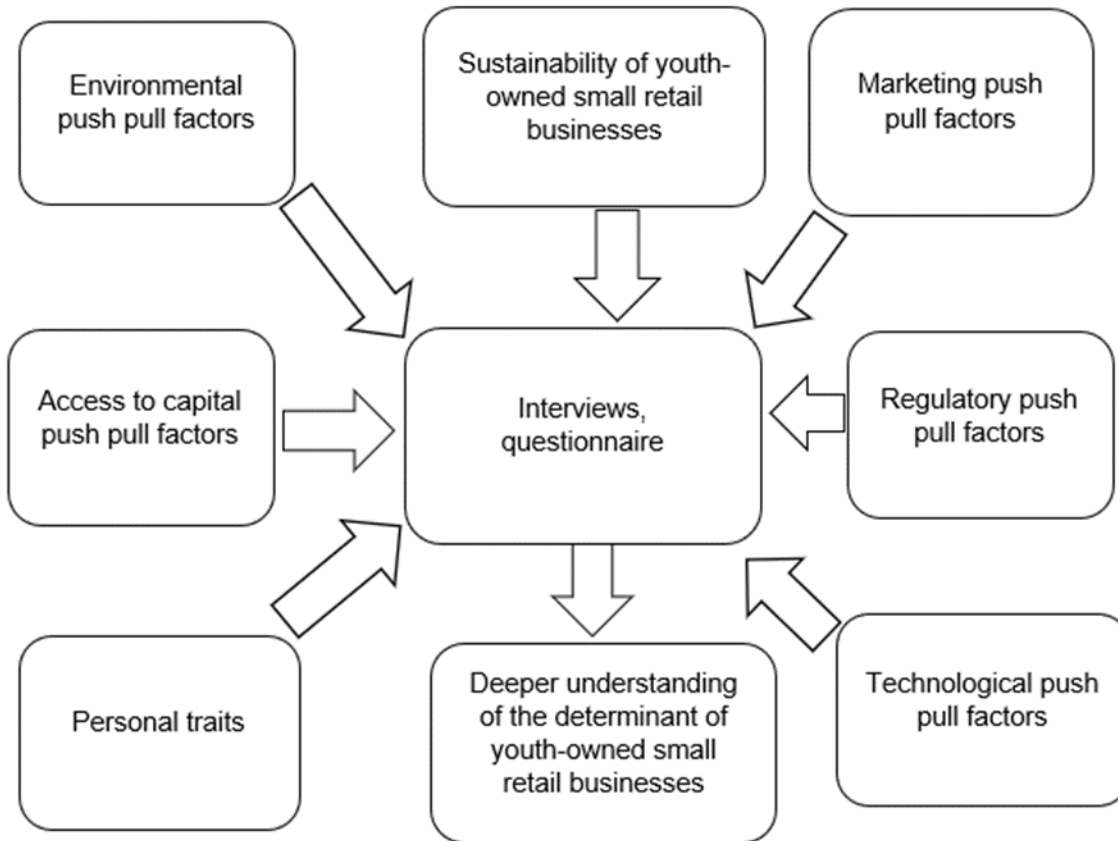 Environmental
push pull factors
Sustainability of youth-
owned small retail
businesses
Marketing push
pull factors
Access to capital
push pull factors
Interviews,
questionnaire
Regulatory push
pull factors
Personal traits
Deeper understanding
of the determinant of
youth-owned small
retail businesses
Technological push
pull factors